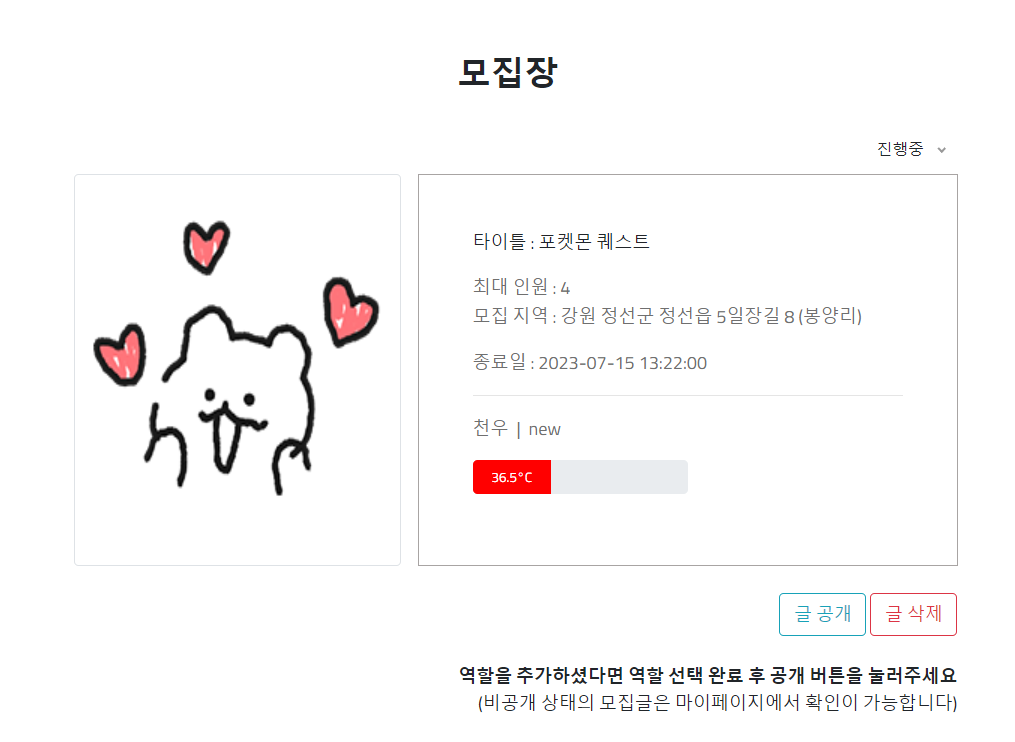 모집장
진행중
타이틀 : 포켓몬 퀘스트
최대 인원 : 4
모집 지역 : 강원 정선군 정선읍 5일장길 8 (봉양리)
종료일 : 2023-07-15 13:22:00
천우 | new
36.5°C
글 공개 글 삭제
역할을 추가하셨다면 역할 선택 완료 후 공개 버튼을 눌러주세요
(비공개 상태의 모집글은 마이페이지에서 확인이 가능합니다)